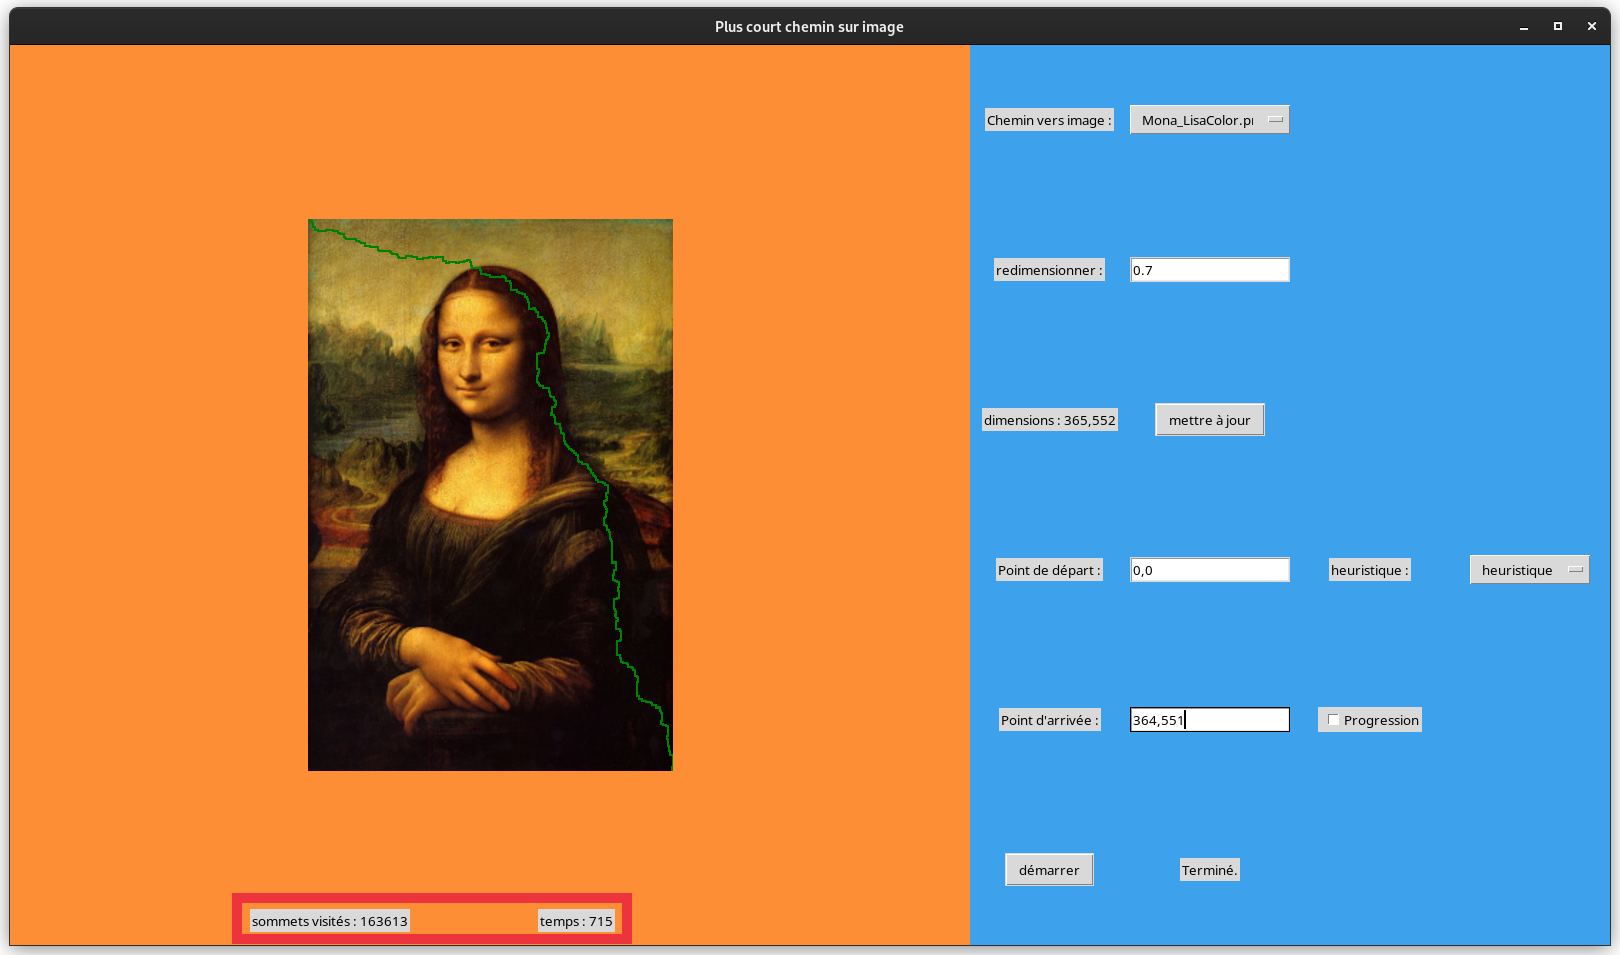 Plus court chemin sur image
Chemin vers image :
Mona_LisaColor.pr
redimensionner :
0.7
dimensions : 365,552
mettre à jour
Point de départ :
0,0
heuristique :
heuristique
Point d'arrivée :
364,551
Progression
démarrer
Terminé.
sommets visités : 163613
temps : 715